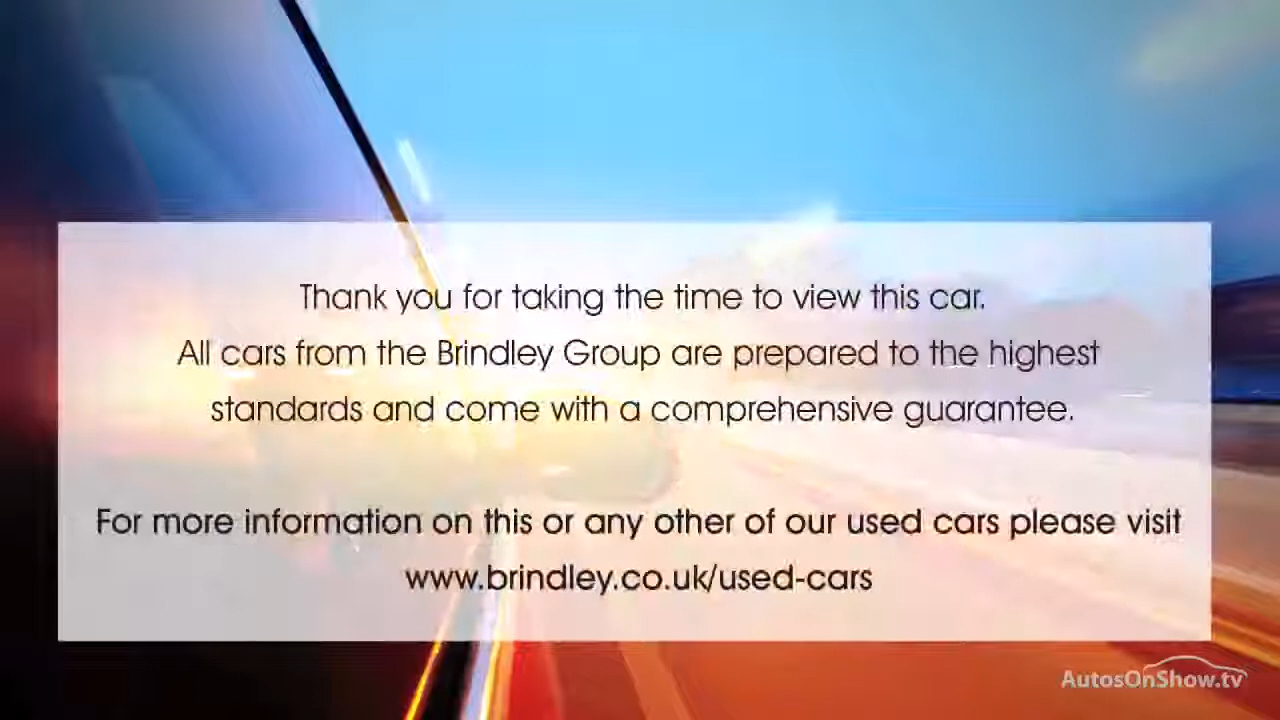 Thank you for taking the time to view this car.
All cars from the Brindley Group are prepared to the highest
standards and come with a comprehensive guarantee.
For more information on this or any other of our used cars please visit
www.brindley.co.uk/used-cars
AutosOnShow.tv